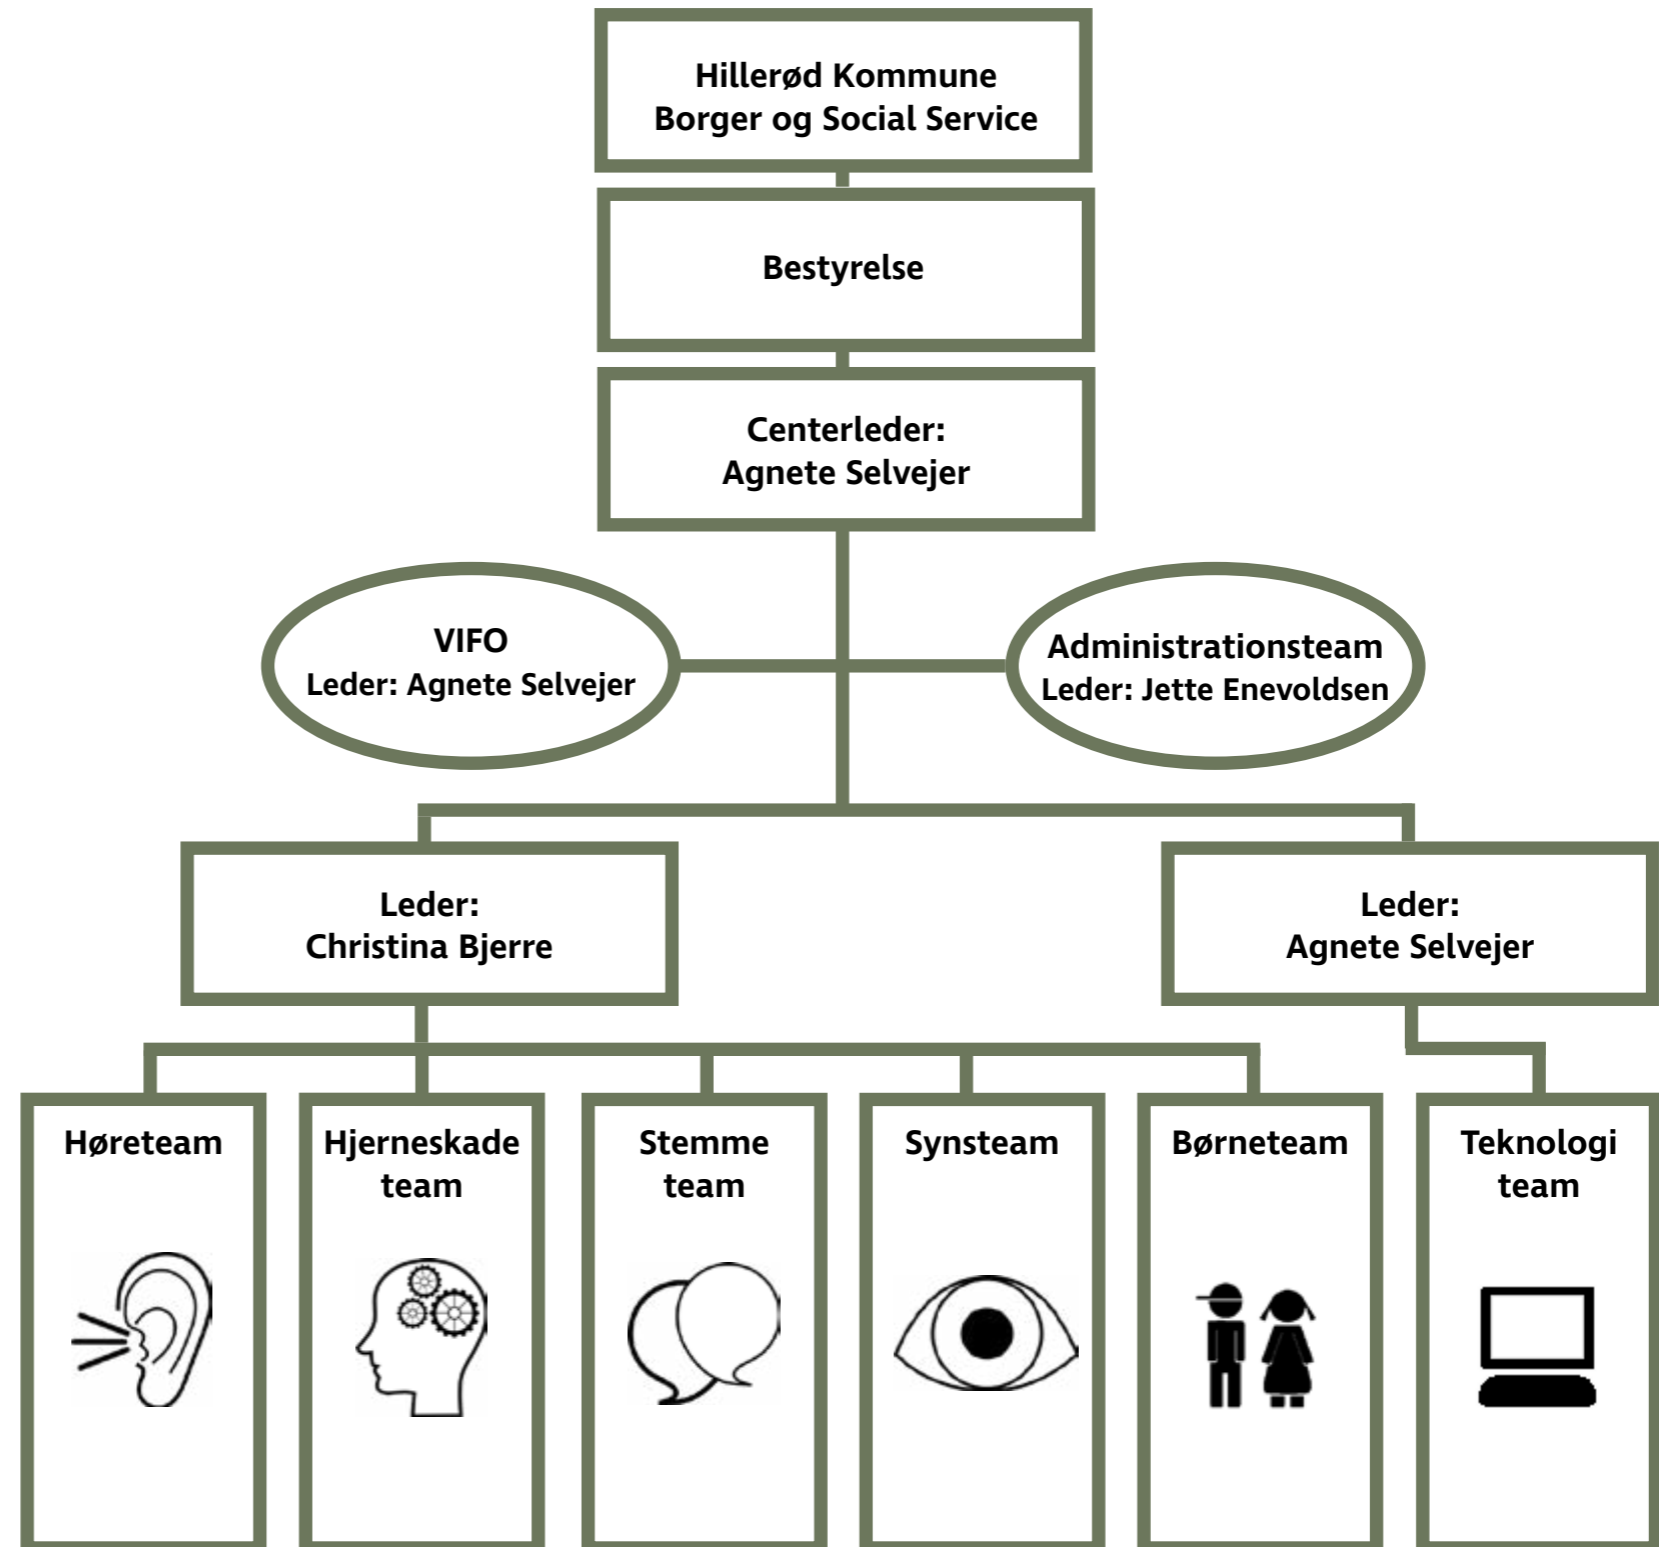 Hillerød Kommune
Borger og Social Service
Bestyrelse
Centerleder:
Agnete Selvejer
VIFO
Leder: Agnete Selvejer
Administrationsteam
Leder: Jette Enevoldsen
Leder:
Christina Bjerre
Leder:
Agnete Selvejer
Høreteam
Hjerneskade
team
Stemme
team
Synsteam
Børneteam
Teknologi
team